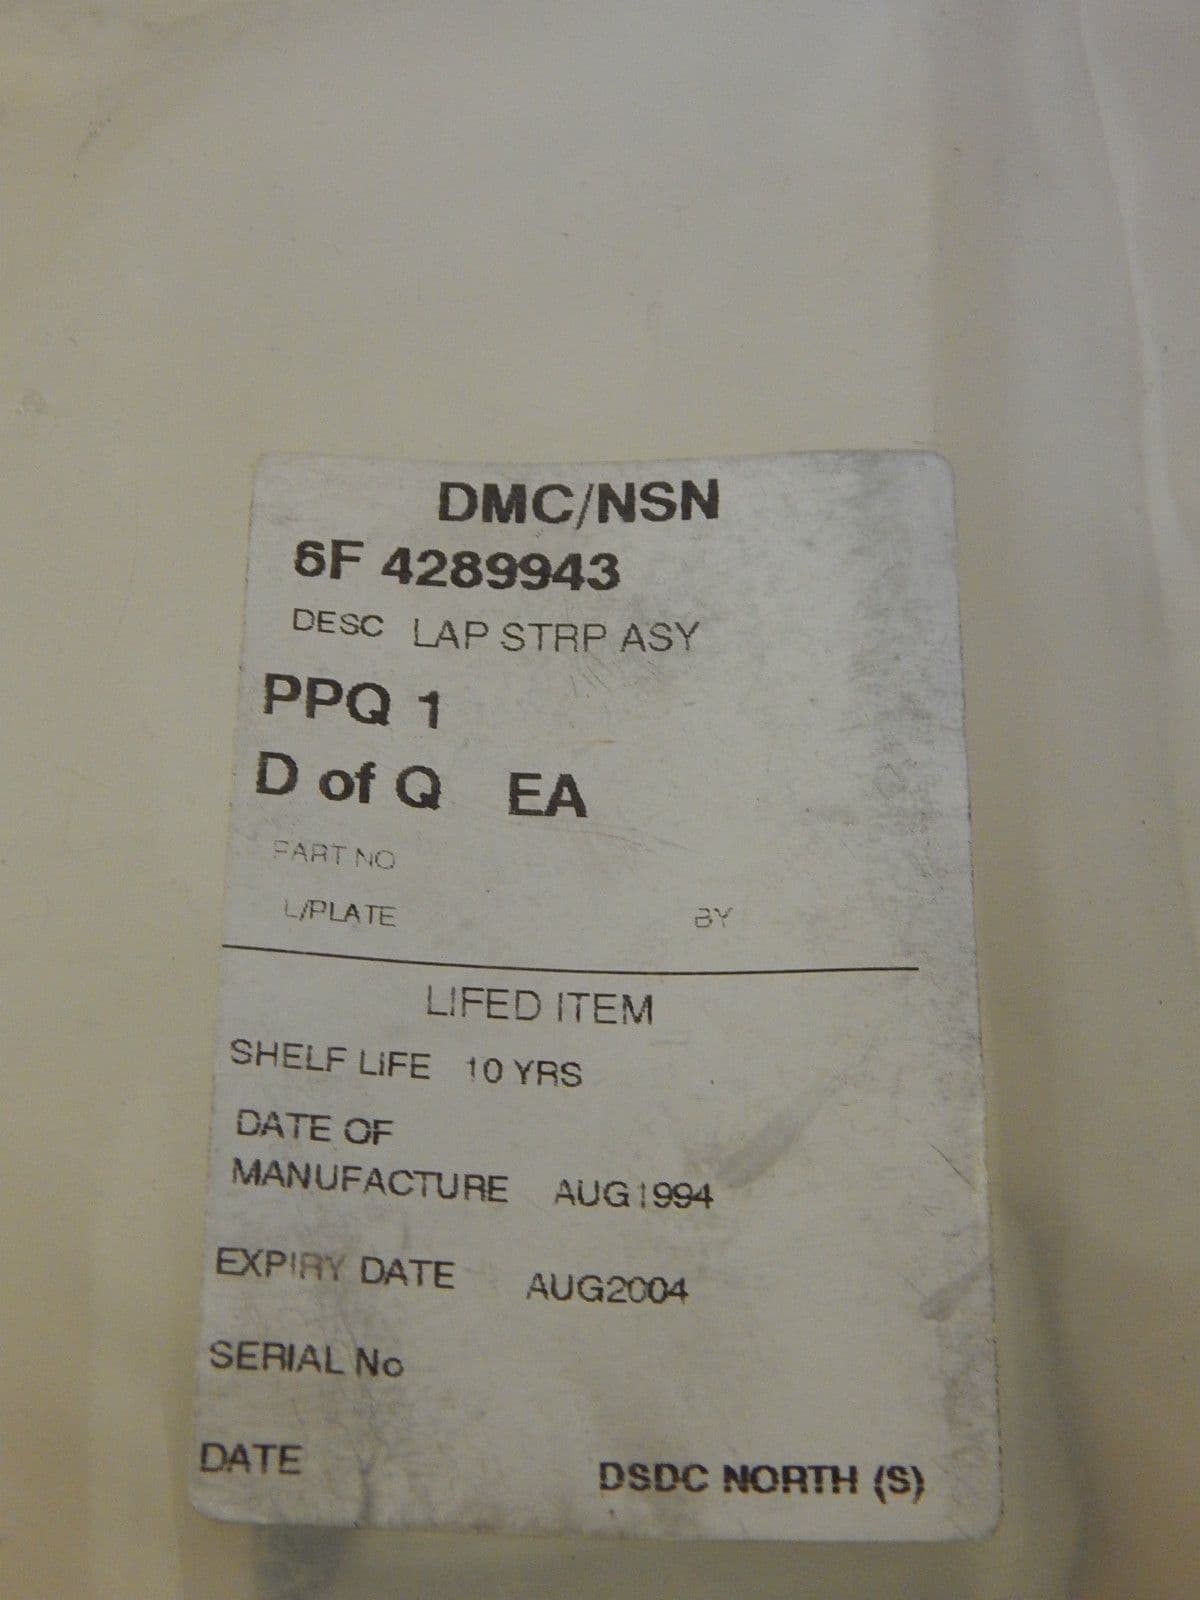 DMC/NSN
6F 4289943
DESC LAP STRP ASY
PPQ 1
D of Q EA
PART NO
L/PLATE BY
LIFED ITEM
SHELF LIFE 10 YRS
DATE OF
MANUFACTURE AUG1994
EXPIRY DATE AUG2004
SERIAL No
DATE DSDC NORTH (S)